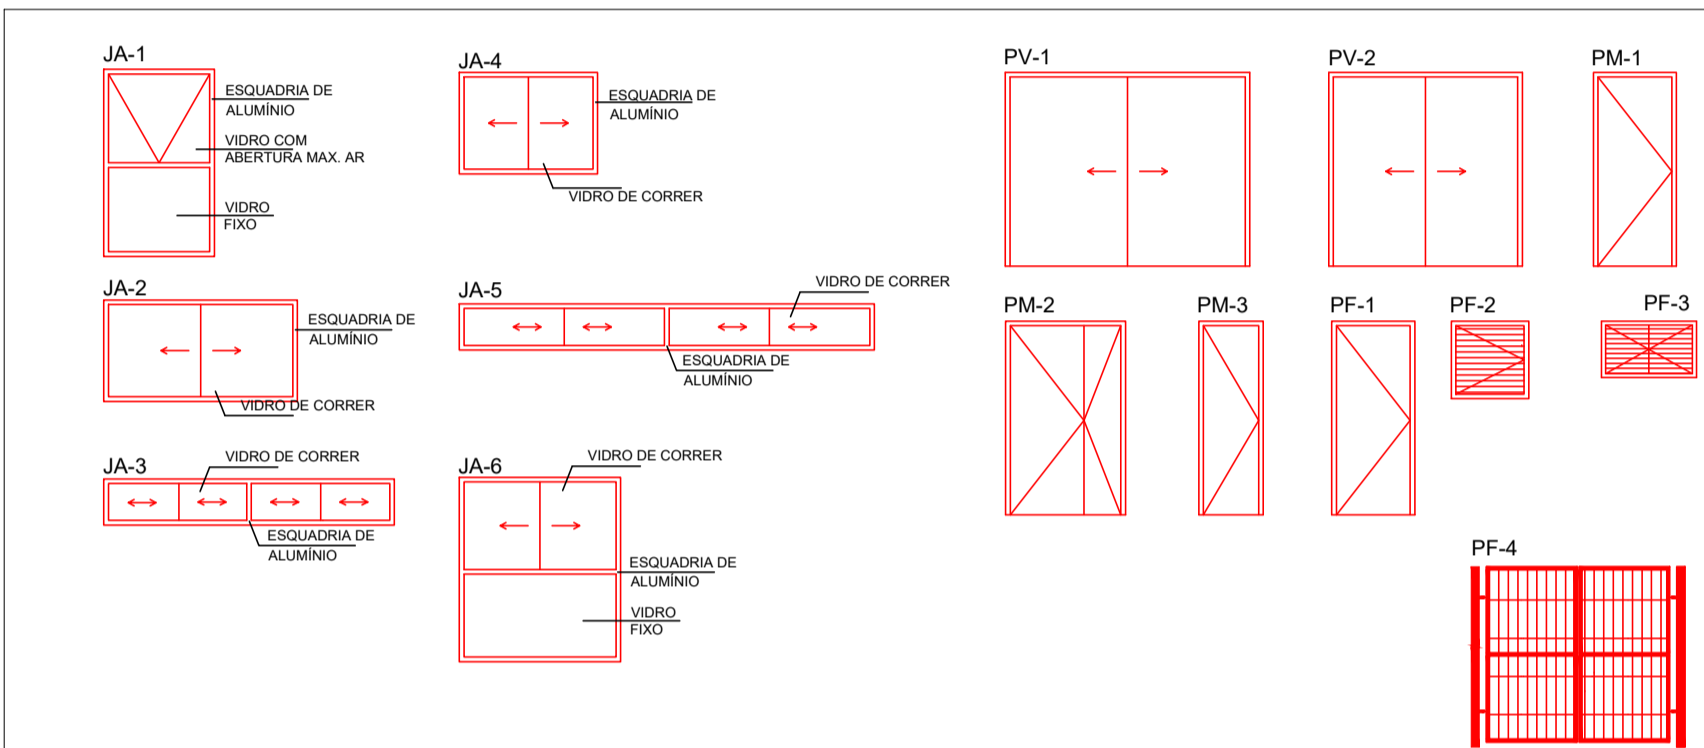 JA-1
ESQUADRIA DE
ALUMÍNIO
VIDRO COM
ABERTURA MAX. AR
VIDRO
FIXO
JA-4
ESQUADRIA DE
ALUMÍNIO
VIDRO DE CORRER
PV-1
PV-2
PM-1
JA-2
ESQUADRIA DE
ALUMÍNIO
VIDRO DE CORRER
JA-5
VIDRO DE CORRER
ESQUADRIA DE
ALUMÍNIO
PM-2
PM-3
PF-1
PF-2
PF-3
JA-3
VIDRO DE CORRER
ESQUADRIA DE
ALUMÍNIO
JA-6
VIDRO DE CORRER
ESQUADRIA DE
ALUMÍNIO
VIDRO
FIXO
PF-4